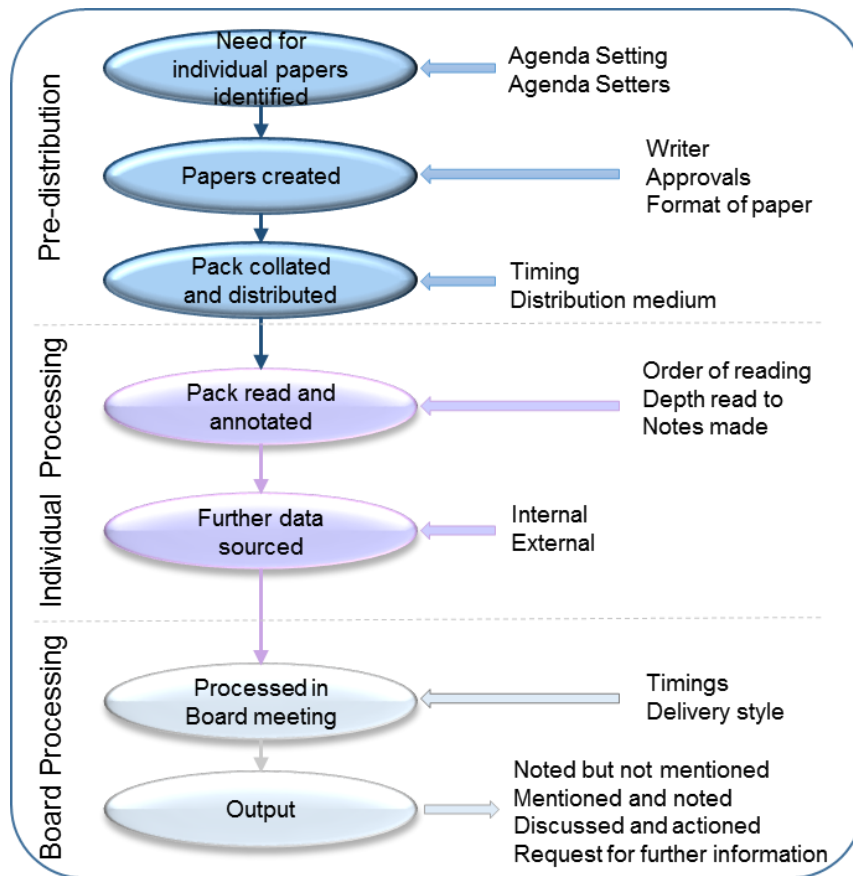 Pre-distribution
Need for
individual papers
identified
Agenda Setting
Agenda Setters
Papers created
Writer
Approvals
Format of paper
Pack collated
and distributed
Timing
Distribution medium
Individual Processing
Pack read and
annotated
Order of reading
Depth read to
Notes made
Further data
sourced
Internal
External
Board Processing
Processed in
Board meeting
Timings
Delivery style
Output
Noted but not mentioned
Mentioned and noted
Discussed and actioned
Request for further information